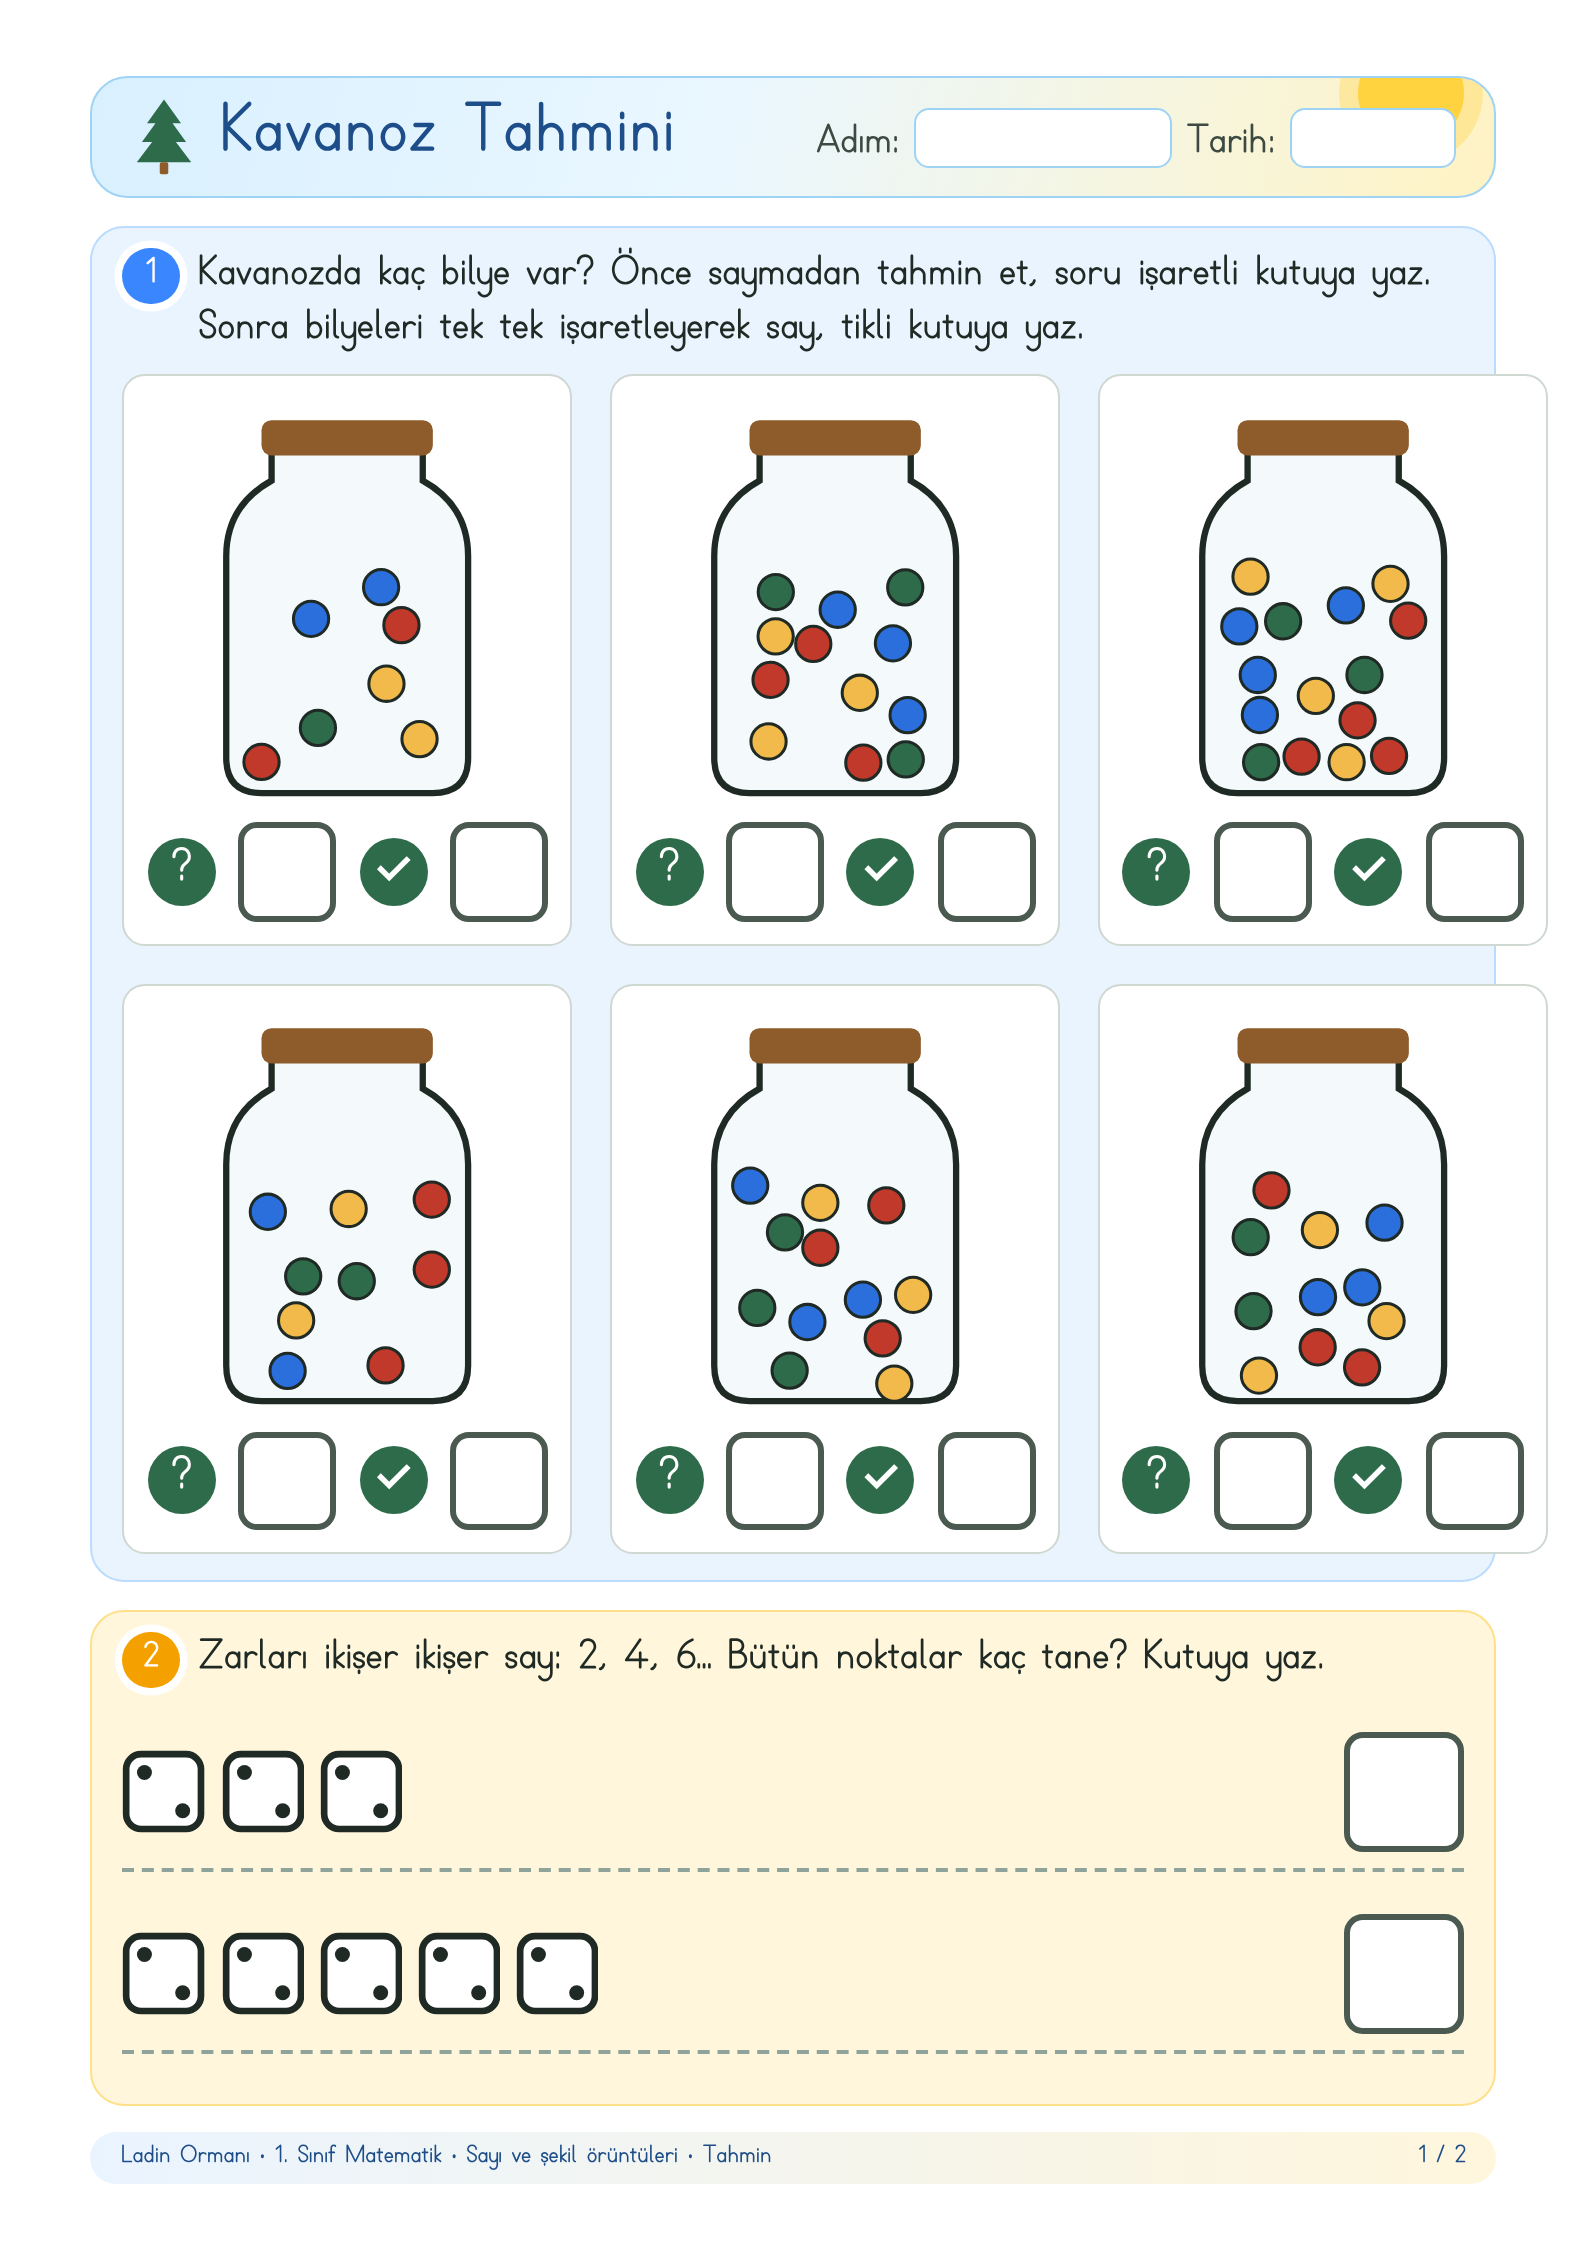 Kavanoz Tahmini
Adım:
Tarih:
1
Kavanozda kaç bilye var? Önce saymadan tahmin et, soru işaretli kutuya yaz.
Sonra bilyeleri tek tek işaretleyerek say, tikli kutuya yaz.
? ? ?
? ? ?
2
Zarları ikişer ikişer say: 2, 4, 6... Bütün noktalar kaç tane? Kutuya yaz.
Ladin Ormanı • 1. Sınıf Matematik • Sayı ve şekil örüntüleri • Tahmin
1 / 2